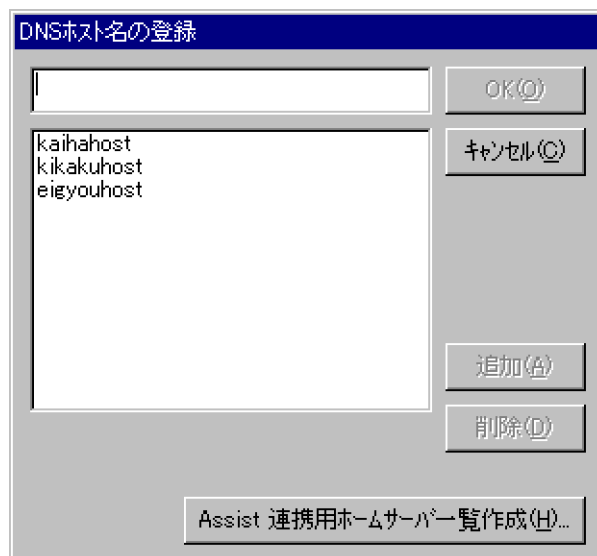 DNSﾎｽﾄ名の登録
OK(O)
kaihahost
ｷｬﾝｾﾙ(C)
kikakuhost
eigyouhost
追加(A)
削除(D)
Assist 連携用ﾎｰﾑｻｰﾊﾞ一覧作成(H)...